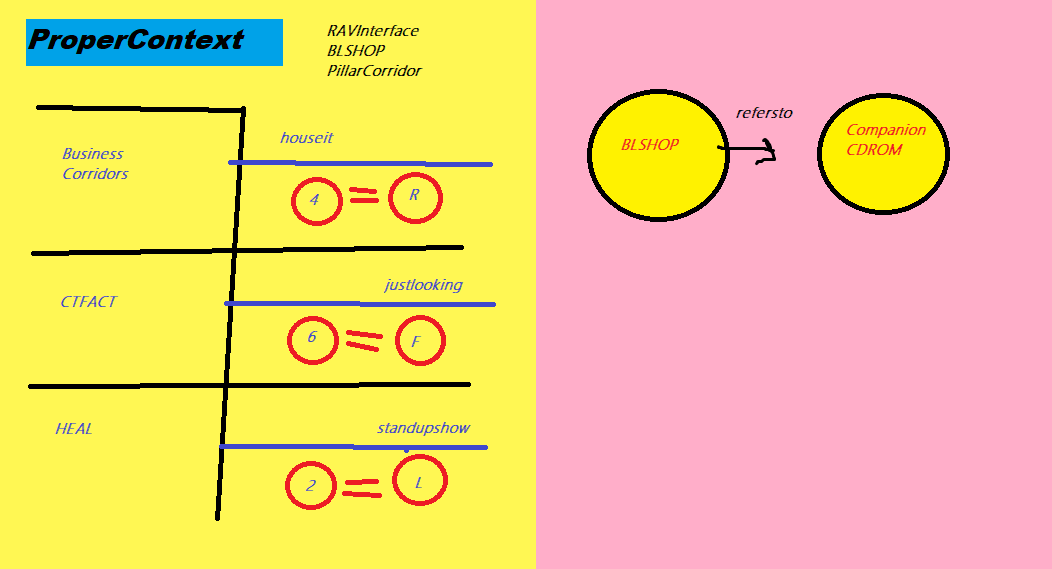 ProperContext
RAVInterface
BLSHOP
PillarCorridor
Business
Corridors
houseit
4 = R
CTFACT
justlooking
6 = F
HEAL
standupshow
2 = L
BLSHOP
refersto
Companion
CDROM